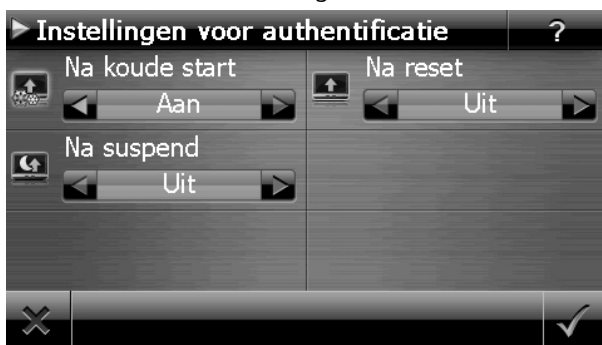 Instellingen voor authentificatie ?
Na koude start
Aan
Na reset
Uit
Na suspend
Uit